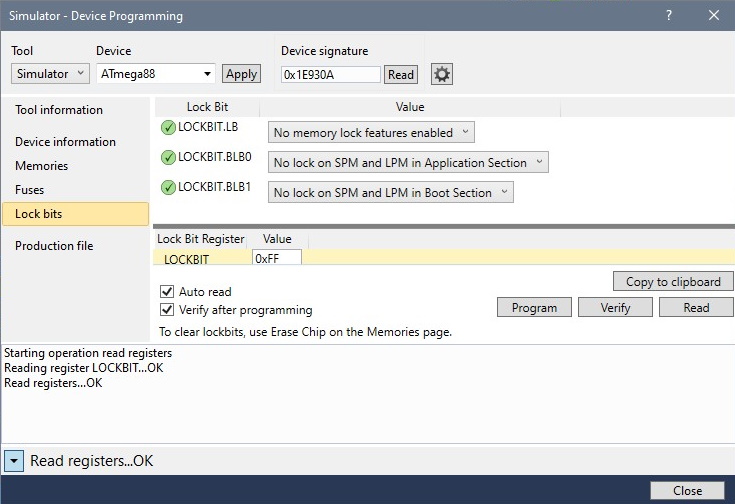 Simulator - Device Programming
? ×
Tool Device Device signature
Simulator ATmega88 Apply 0x1E930A Read
Tool information
Device information
Memories
Fuses
Lock bits
Production file
Lock Bit Value
LOCKBIT.LB No memory lock features enabled
LOCKBIT.BLB0 No lock on SPM and LPM in Application Section
LOCKBIT.BLB1 No lock on SPM and LPM in Boot Section
Lock Bit Register Value
LOCKBIT 0xFF
Copy to clipboard
Auto read
Verify after programming
Program Verify Read
To clear lockbits, use Erase Chip on the Memories page.
Starting operation read registers
Reading register LOCKBIT...OK
Read registers...OK
Read registers...OK
Close